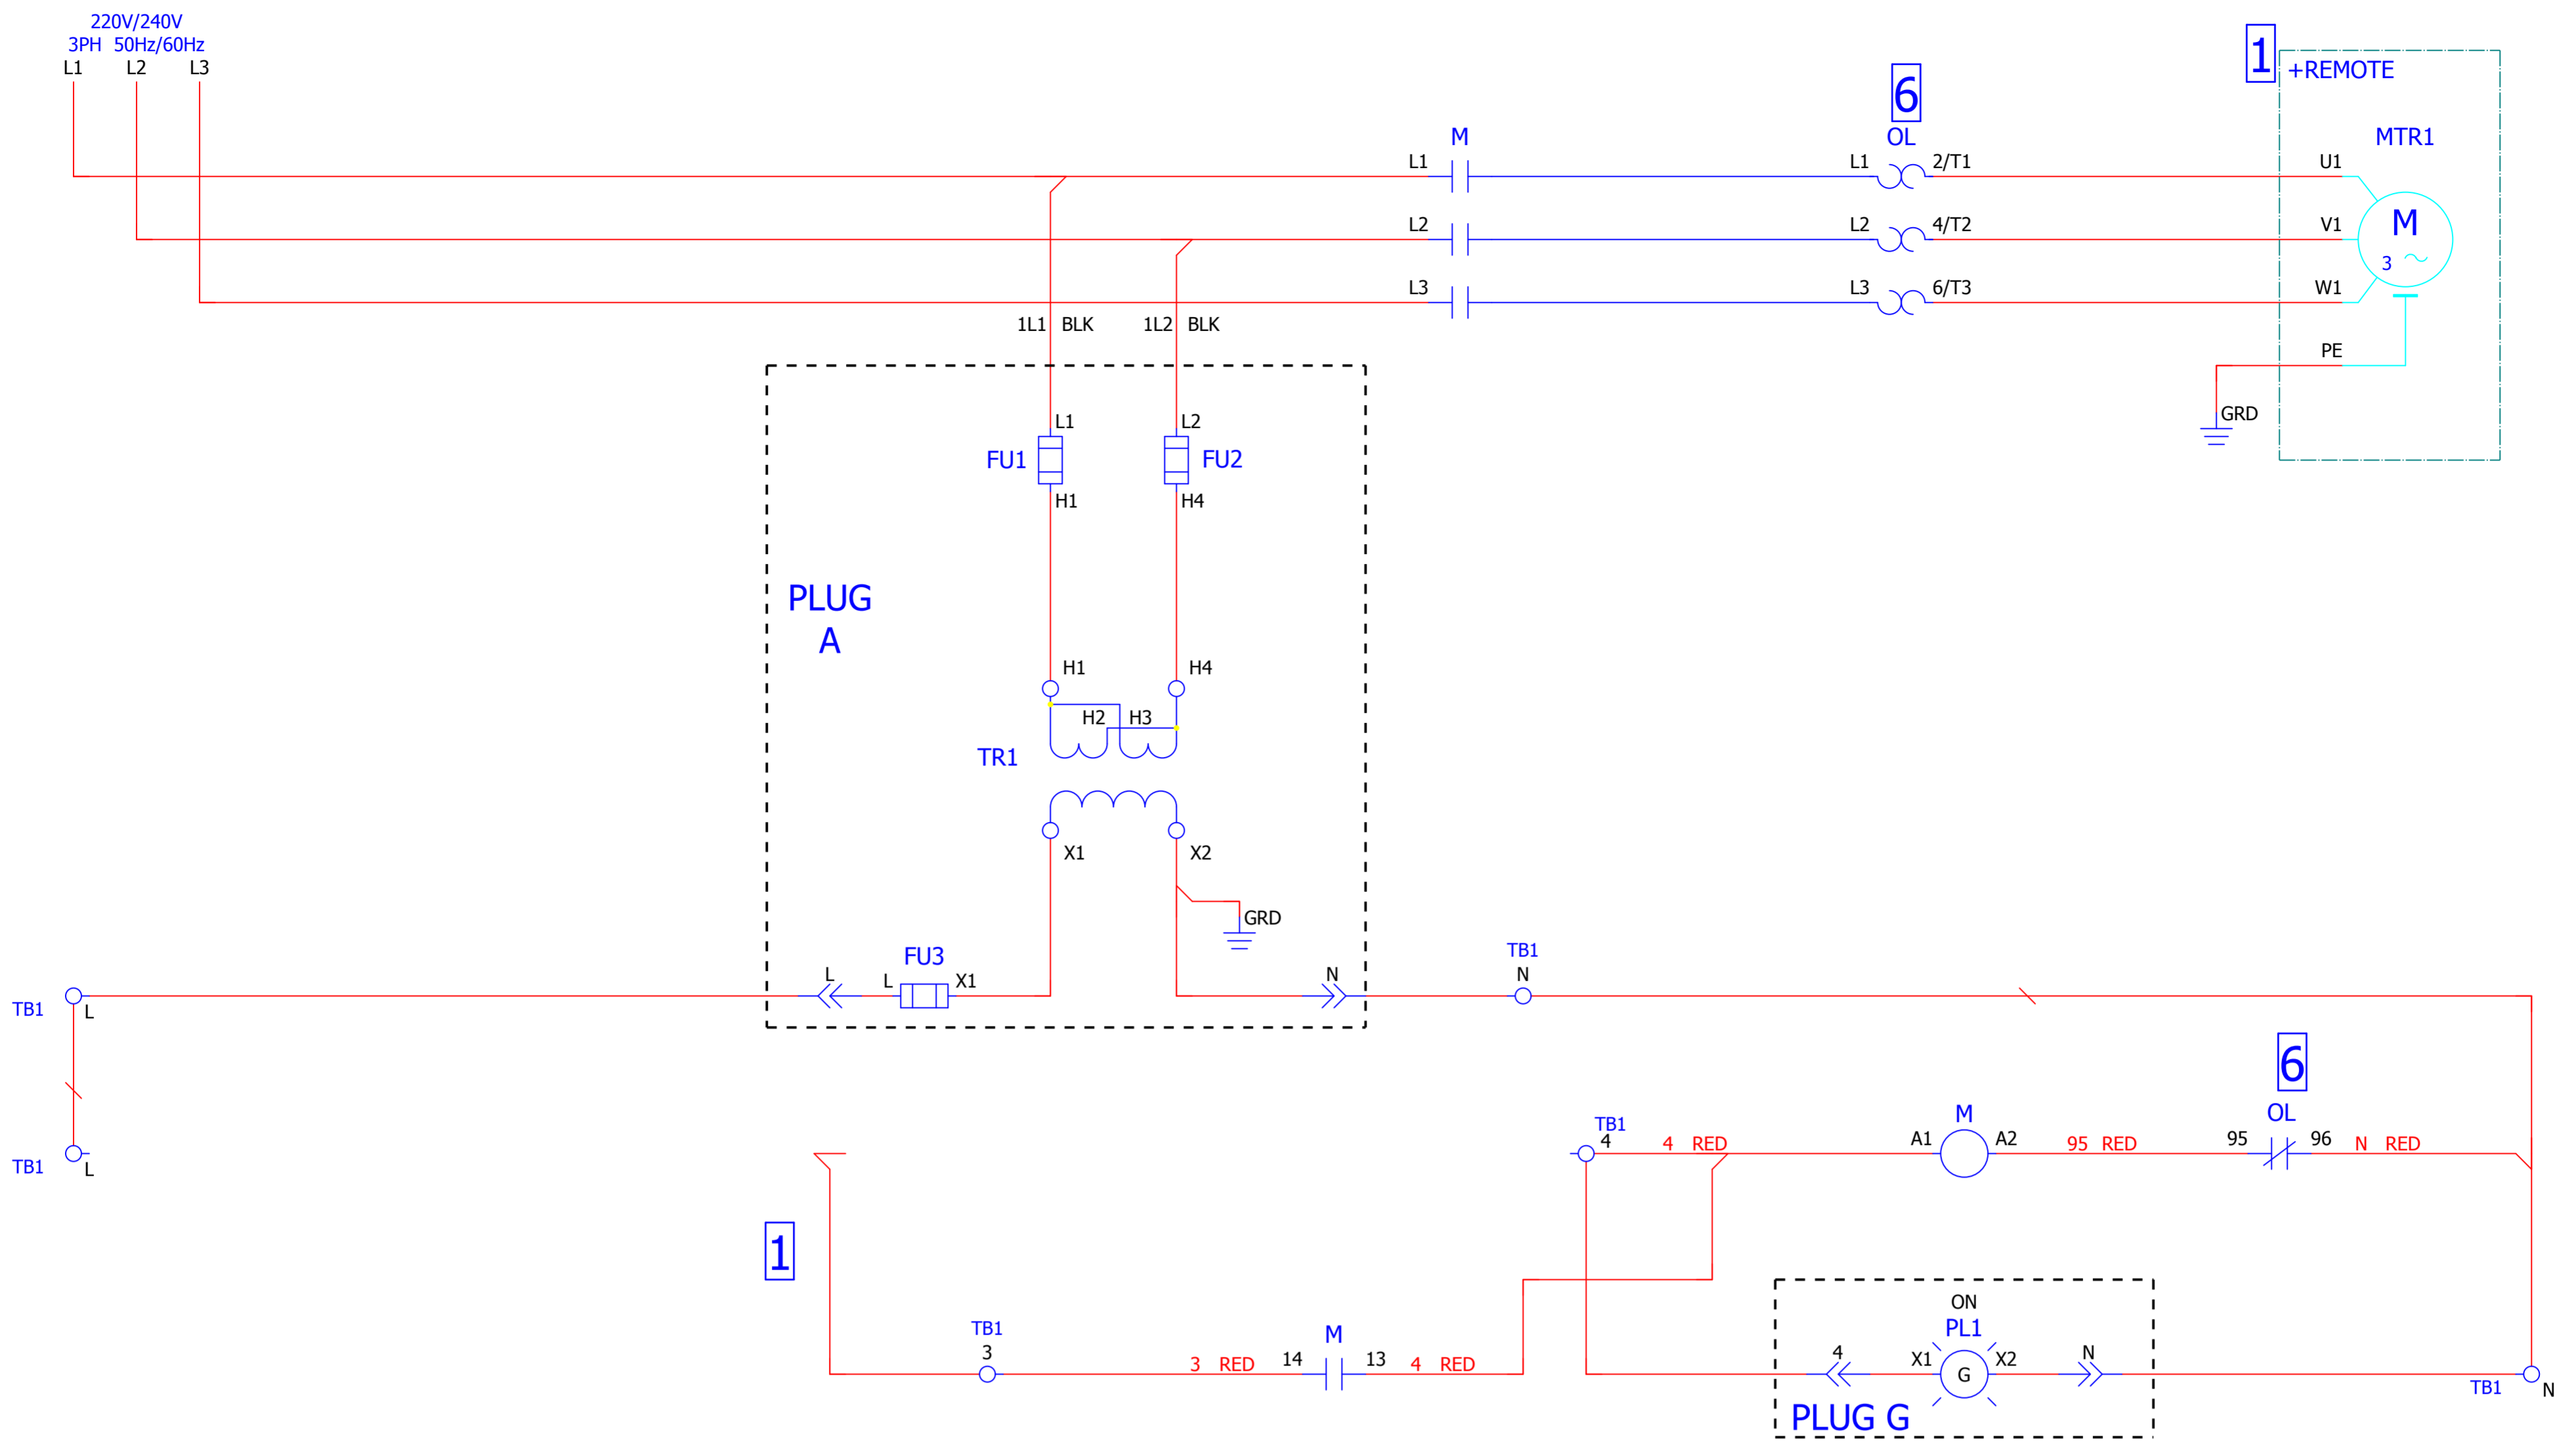 220V/240V
3PH 50Hz/60Hz
L1 L2 L3
1
+REMOTE
6
OL
M
MTR1
L1 L1 2/T1 U1
M
3
L2 L2 4/T2 V1
L3 L3 6/T3 W1
1L1 BLK 1L2 BLK
PE
GRD
L1 L2
FU1 FU2
H1 H4
PLUG
A
H1 H4
H2 H3
TR1
X1 X2
GRD
FU3
L L X1 N
TB1
N
TB1 L
6
OL
TB1
4 4 RED
M
A1 A2 95 RED 95 96 N RED
TB1 L
1
TB1
3
3 RED 14
M
13 4 RED
ON
PL1
4 X1 G X2 N
TB1 N
PLUG G